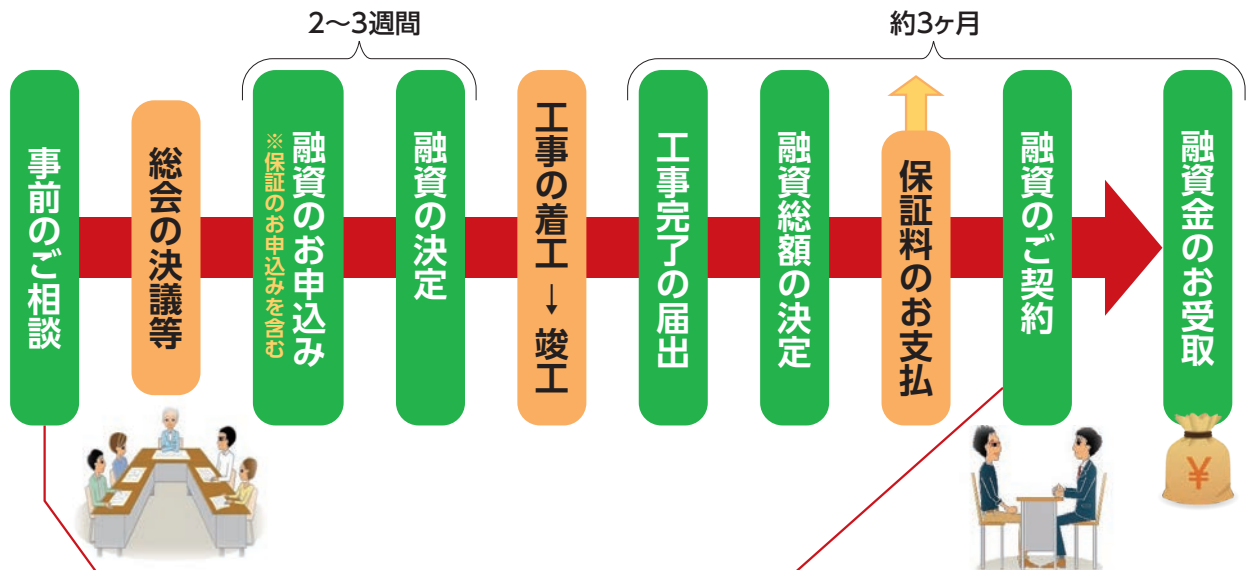 2～3週間
約3ヶ月
事前のご相談
総会の決議等
融資のお申込み
※保証のお申込みを含む
融資の決定
工事の着工→竣工
工事完了の届出
融資総額の決定
保証料のお支払
融資のご契約
融資金のお受取
¥